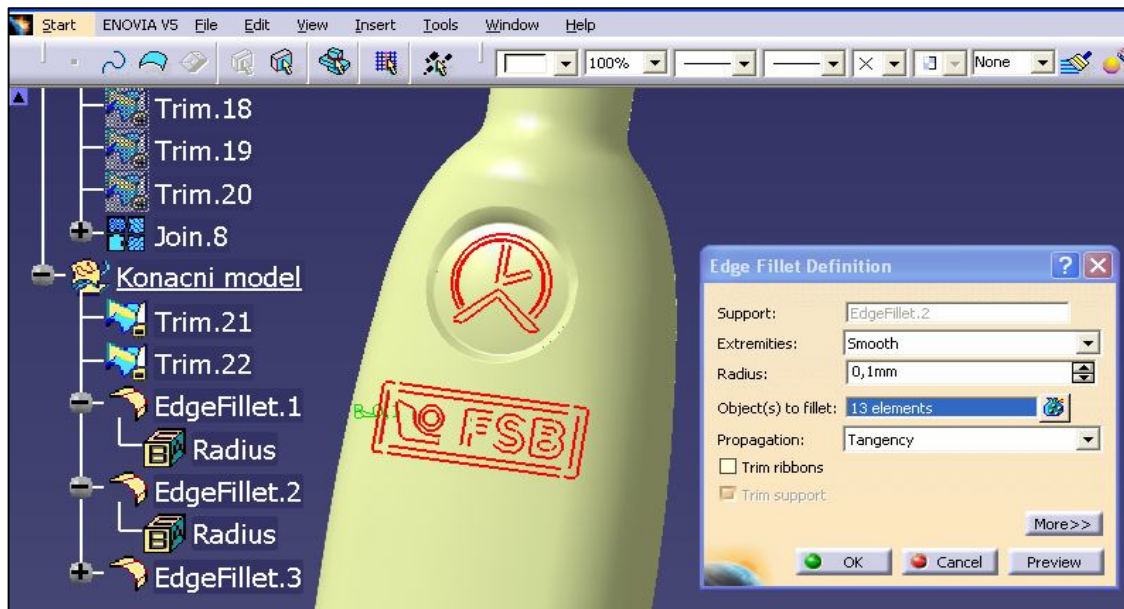 Start ENOVIA V5 File Edit View Insert Tools Window Help
100% None
Trim.18
Trim.19
Trim.20
Join.8
Konacni model
Trim.21
Trim.22
EdgeFillet.1
Radius
EdgeFillet.2
Radius
EdgeFillet.3
FSB
Edge Fillet Definition
Support: EdgeFillet.2
Extremities: Smooth
Radius: 0,1mm
Object(s) to fillet: 13 elements
Propagation: Tangency
Trim ribbons
Trim support
More>>
OK Cancel Preview